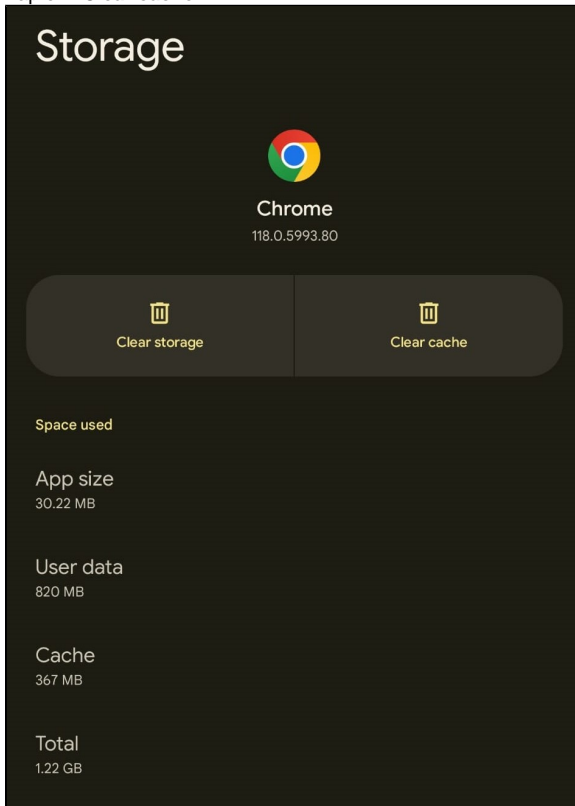 Storage
Chrome
118.0.5993.80
Clear storage
Clear cache
Space used
App size
30.22 MB
User data
820 MB
Cache
367 MB
Total
1.22 GB